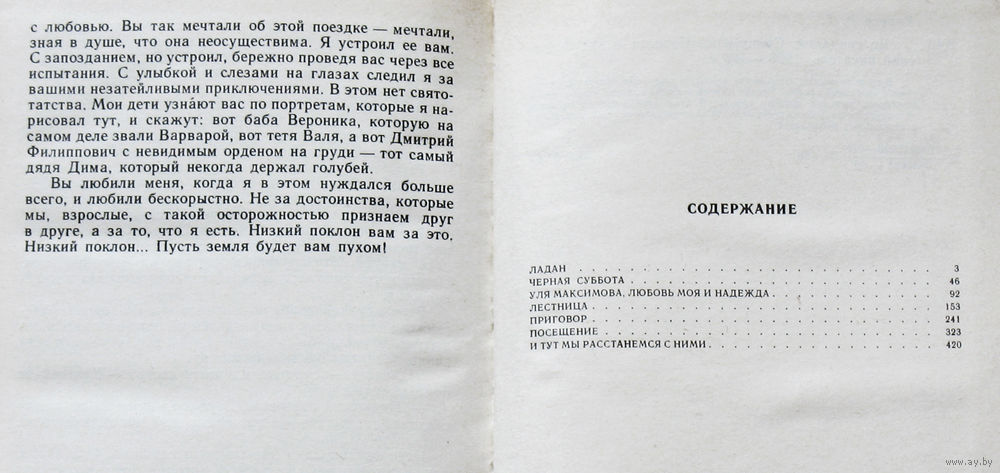 с любовью. Вы так мечтали об этой поездке — мечтали,
зная в душе, что она неосуществима. Я устроил ее вам.
С запозданием, но устроил, бережно проведя вас через все
испытания. С улыбкой и слезами на глазах следил я за
вашими незатейливыми приключениями. В этом нет свято-
татства. Мои дети узна́ют вас по портретам, которые я на-
рисовал тут, и скажут: вот баба Вероника, которую на
самом деле звали Варварой, вот тетя Валя, а вот Дмитрий
Филиппович с невидимым орденом на груди — тот самый
дядя Дима, который некогда держал голубей.
Вы любили меня, когда я в этом нуждался больше
всего, и любили бескорыстно. Не за достоинства, которые
мы, взрослые, с такой осторожностью признаем друг
в друге, а за то, что я есть. Низкий поклон вам за это.
Низкий поклон... Пусть земля будет вам пухом!
СОДЕРЖАНИЕ
ЛАДАН . . . . . . . . . . . . . . . . . . . . . . . . . . . . 3
ЧЕРНАЯ СУББОТА . . . . . . . . . . . . . . . . . . . . . . . . 46
УЛЯ МАКСИМОВА, ЛЮБОВЬ МОЯ И НАДЕЖДА . . . . . . . . . . . . . 92
ЛЕСТНИЦА . . . . . . . . . . . . . . . . . . . . . . . . . . 153
ПРИГОВОР . . . . . . . . . . . . . . . . . . . . . . . . . . 241
ПОСЕЩЕНИЕ . . . . . . . . . . . . . . . . . . . . . . . . . . 323
И ТУТ МЫ РАССТАНЕМСЯ С НИМИ . . . . . . . . . . . . . . . . . 420
www.ay.by